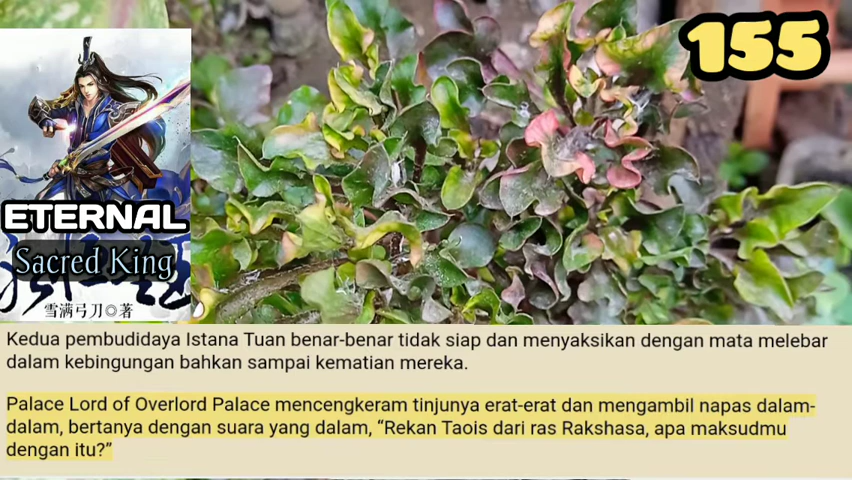 155
ETERNAL
Sacred King
雪满弓刀◎著
Kedua pembudidaya Istana Tuan benar-benar tidak siap dan menyaksikan dengan mata melebar
dalam kebingungan bahkan sampai kematian mereka.
Palace Lord of Overlord Palace mencengkeram tinjunya erat-erat dan mengambil napas dalam-
dalam, bertanya dengan suara yang dalam, “Rekan Taois dari ras Rakshasa, apa maksudmu
dengan itu?”